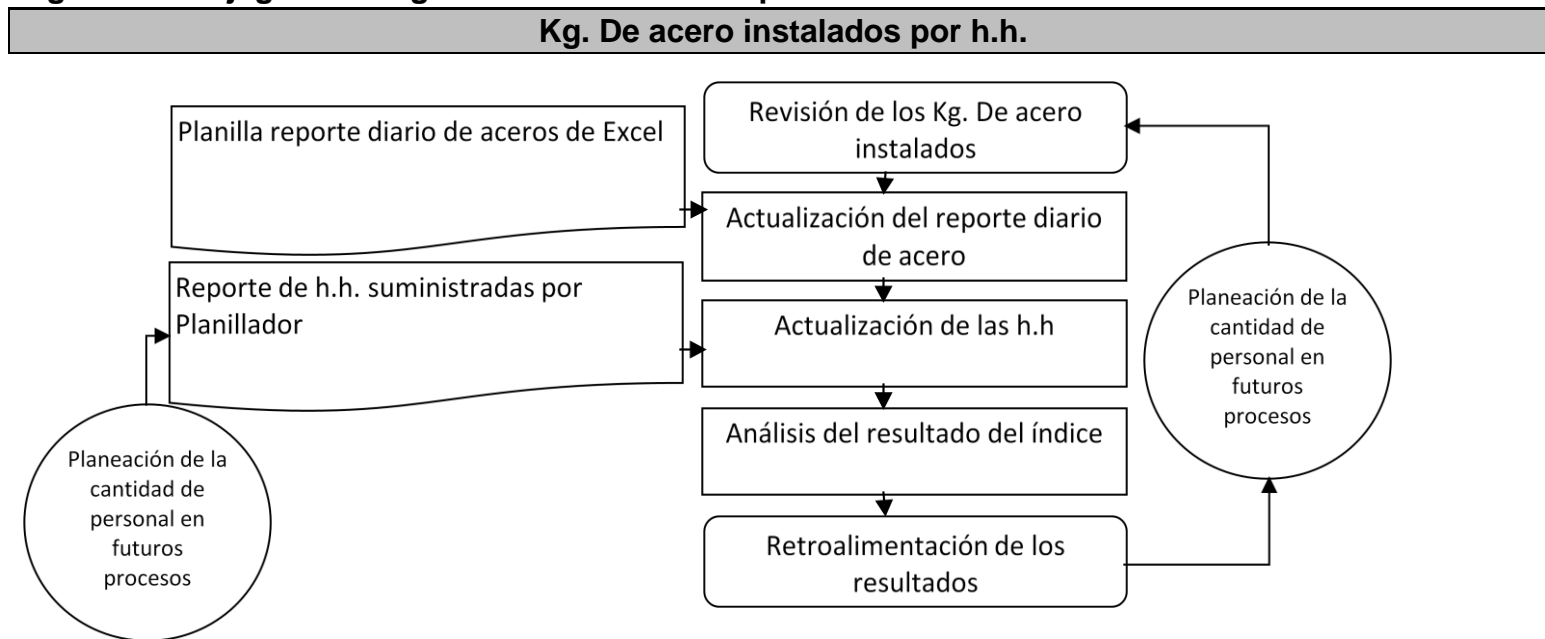 Kg. De acero instalados por h.h.
Planilla reporte diario de aceros de Excel
Revisión de los Kg. De acero
instalados
Actualización del reporte diario
de acero
Reporte de h.h. suministradas por
Planillador
Actualización de las h.h
Planeación de la
cantidad de
personal en
futuros
procesos
Análisis del resultado del índice
Planeación de la
cantidad de
personal en
futuros
procesos
Retroalimentación de los
resultados